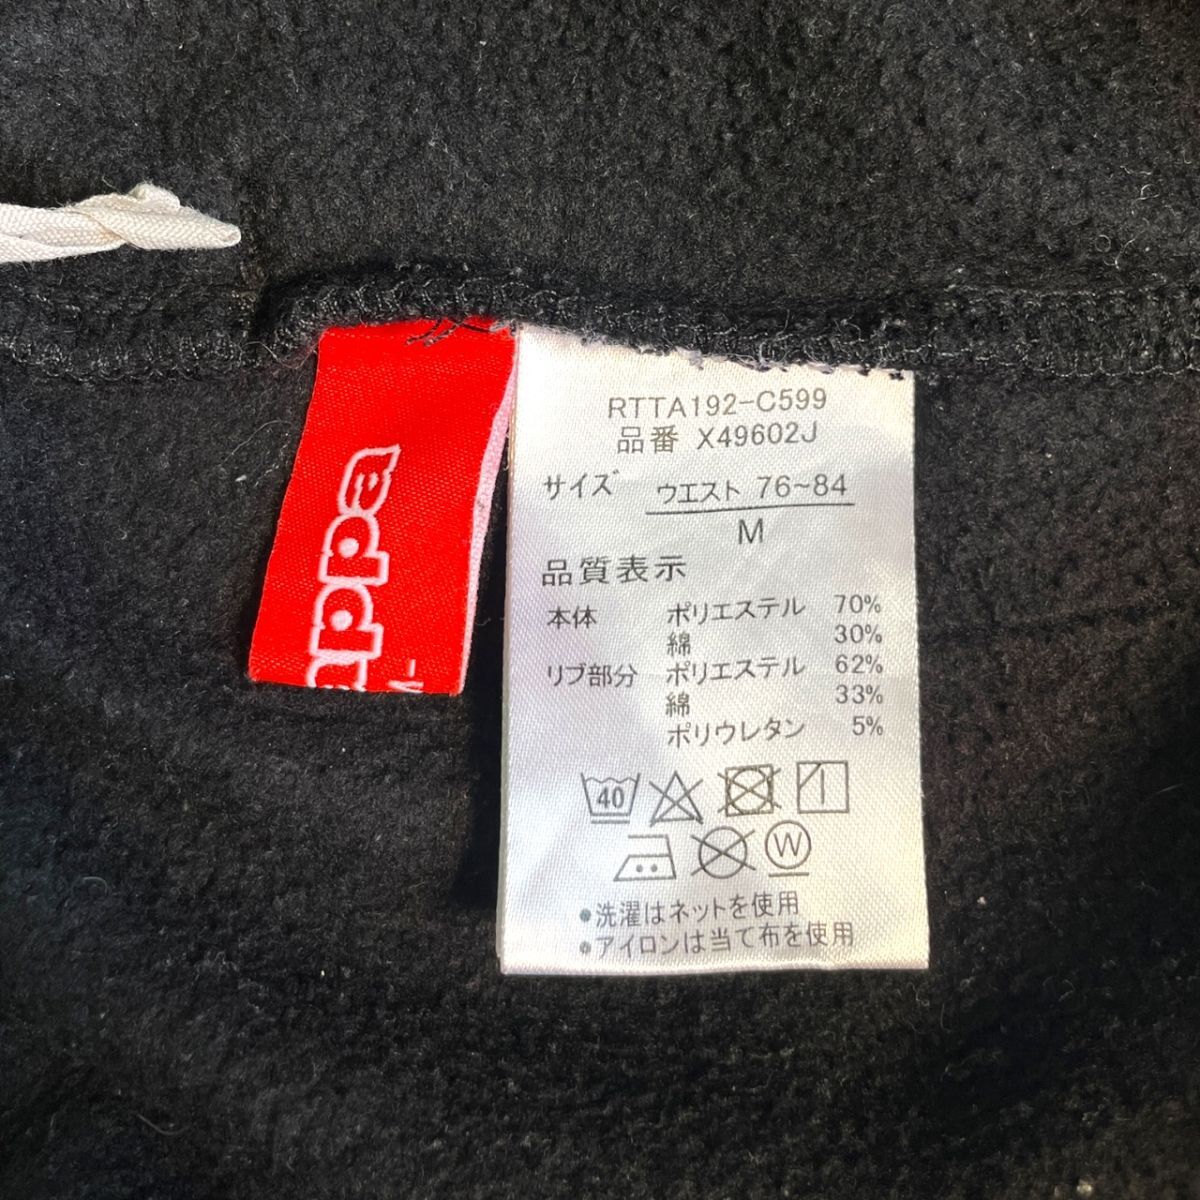 appa
RTTA192-C599
品番 X49602J
サイズ ウエスト 76~84
M
品質表示
本体 ポリエステル 70%
綿 30%
リブ部分 ポリエステル 62%
綿 33%
ポリウレタン 5%
40
W
●洗濯はネットを使用
●アイロンは当て布を使用